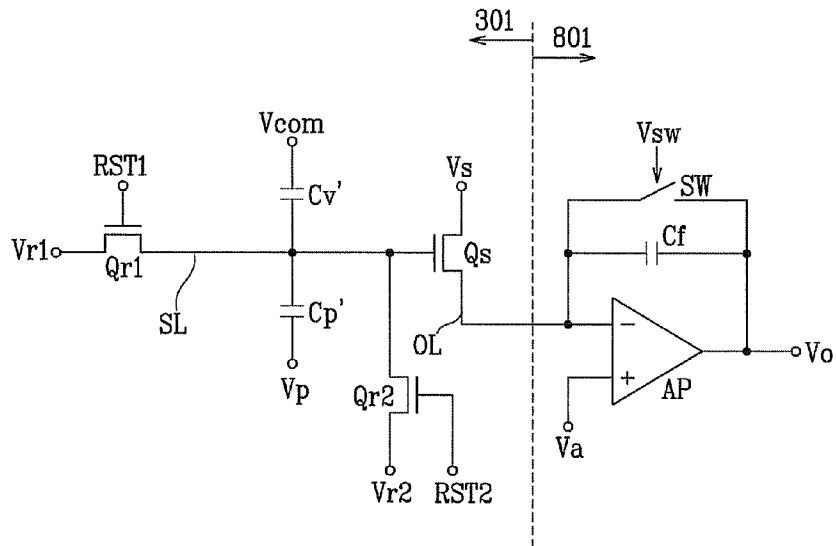 301
801
Vcom
Vsw
RST1
Cv'
Vs
SW
Vr1
Qr1
Qs
Cf
SL
Cp'
OL
Vp
Qr2
AP
Vo
Va
Vr2
RST2
−
+